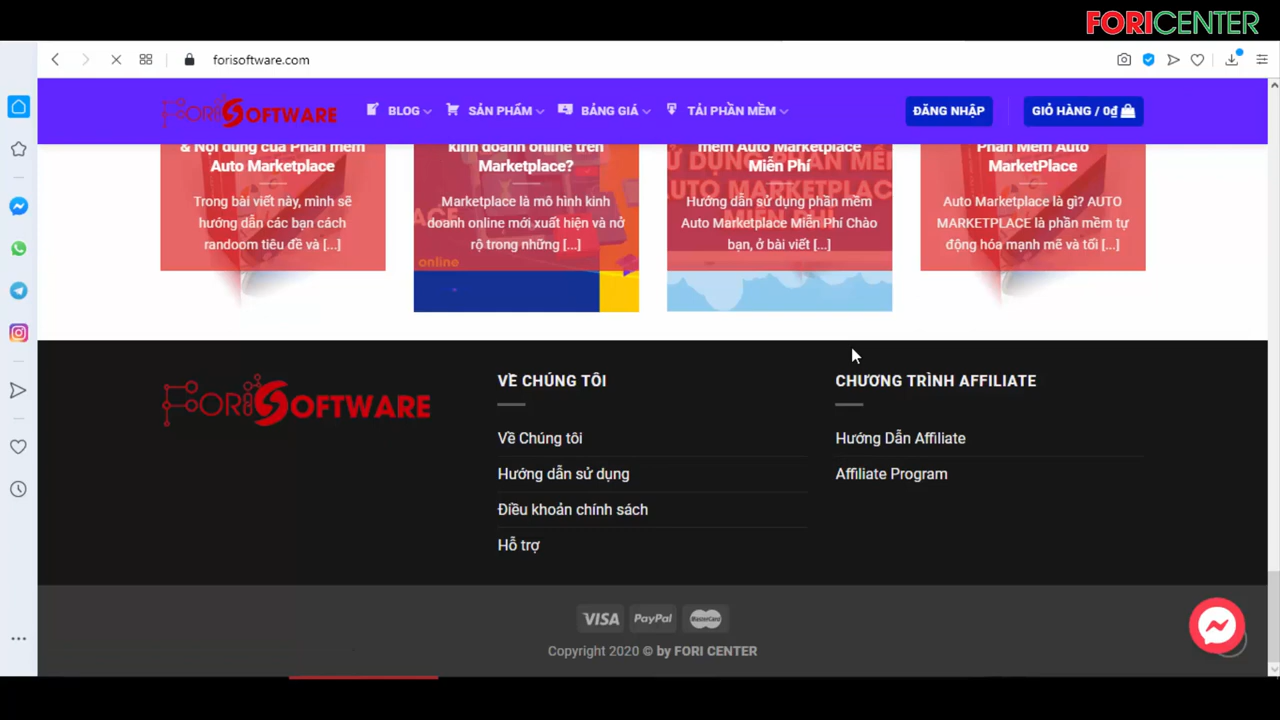 FORICENTER
forisoftware.com
FORI SOFTWARE
BLOG
SẢN PHẨM
BẢNG GIÁ
TẢI PHẦN MỀM
ĐĂNG NHẬP
GIỎ HÀNG / 0₫
& Nội dung của Phần mềm
Auto Marketplace
Trong bài viết này, mình sẽ
hướng dẫn các bạn cách
randoom tiêu đề và [...]
kinh doanh online trên
Marketplace?
Marketplace là mô hình kinh
doanh online mới xuất hiện và nở
rộ trong những [...]
online
mềm Auto Marketplace
Miễn Phí
Hướng dẫn sử dụng phần mềm
Auto Marketplace Miễn Phí Chào
bạn, ở bài viết [...]
Phần Mềm Auto
MarketPlace
Auto Marketplace là gì? AUTO
MARKETPLACE là phần mềm tự
động hóa mạnh mẽ và tối [...]
FORI SOFTWARE
VỀ CHÚNG TÔI
Về Chúng tôi
Hướng dẫn sử dụng
Điều khoản chính sách
Hỗ trợ
CHƯƠNG TRÌNH AFFILIATE
Hướng Dẫn Affiliate
Affiliate Program
VISA
PayPal
MasterCard
Copyright 2020 © by FORI CENTER